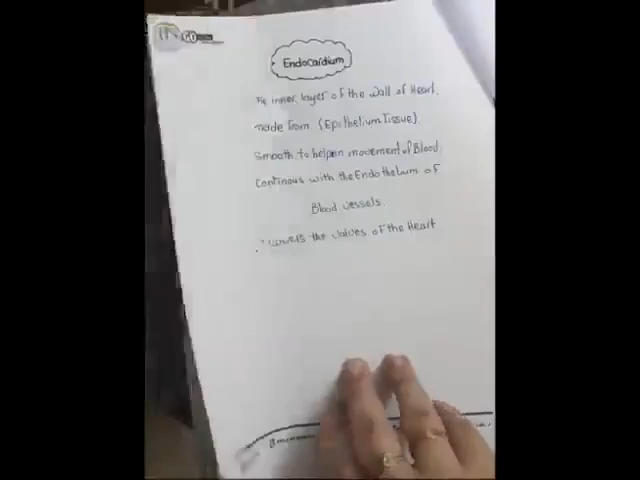 Endocardium
The inner layer of the wall of Heart.
made from (Epithelium Tissue)
Smooth to help in movement of Blood
Continous with the Endothelium of
Blood vessels.
covers the valves of the Heart